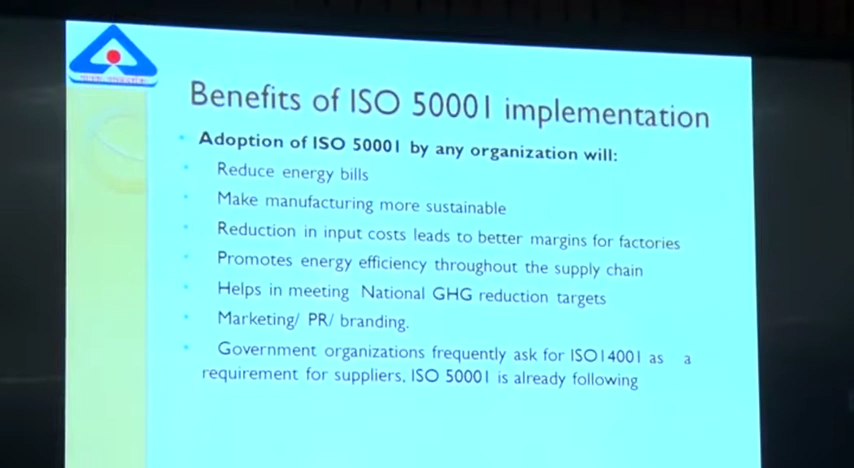 Benefits of ISO 50001 implementation
Adoption of ISO 50001 by any organization will:
Reduce energy bills
Make manufacturing more sustainable
Reduction in input costs leads to better margins for factories
Promotes energy efficiency throughout the supply chain
Helps in meeting National GHG reduction targets
Marketing/ PR/ branding.
Government organizations frequently ask for ISO14001 as a
requirement for suppliers, ISO 50001 is already following